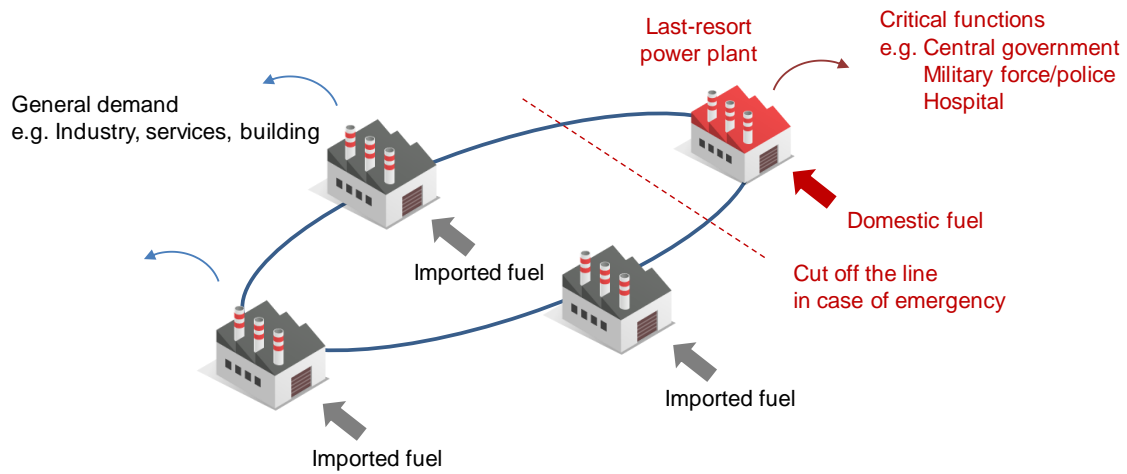 Last-resort
power plant
Critical functions
e.g. Central government
Military force/police
Hospital
General demand
e.g. Industry, services, building
Domestic fuel
Imported fuel
Cut off the line
in case of emergency
Imported fuel
Imported fuel